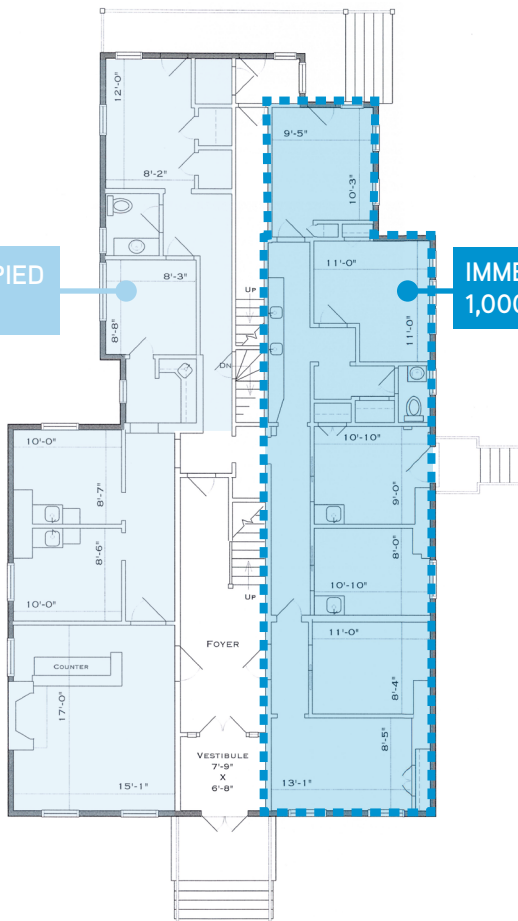 12'-0"
8'-2"
9'-5"
10'-3"
PIED
8'-3"
8'-8"
11'-0"
11'-0"
IMME
1,000
UP
DN
10'-0"
8'-7"
8'-6"
10'-0"
10'-10"
9'-0"
8'-0"
10'-10"
UP
FOYER
11'-0"
8'-4"
COUNTER
17'-0"
15'-1"
VESTIBULE
7'-9"
X
6'-8"
8'-5"
13'-1"